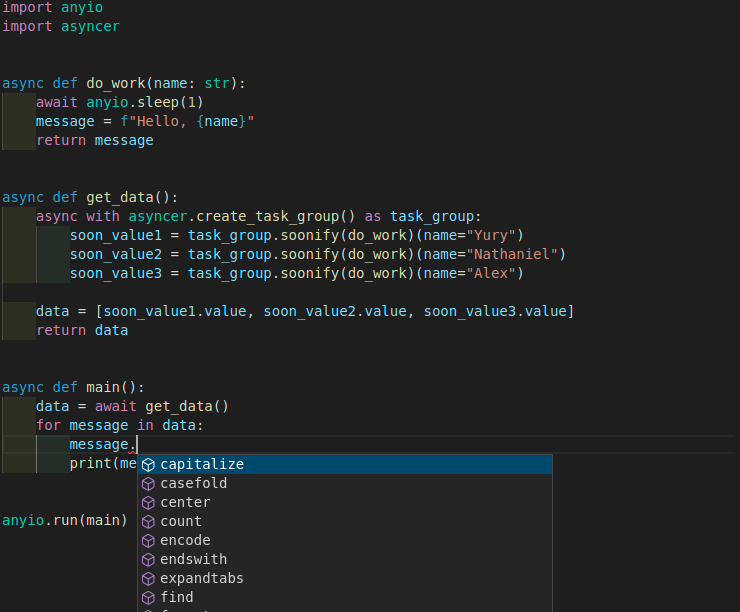 import anyio
import asyncer
async def do_work(name: str):
await anyio.sleep(1)
message = f"Hello, {name}"
return message
async def get_data():
async with asyncer.create_task_group() as task_group:
soon_value1 = task_group.soonify(do_work)(name="Yury")
soon_value2 = task_group.soonify(do_work)(name="Nathaniel")
soon_value3 = task_group.soonify(do_work)(name="Alex")
data = [soon_value1.value, soon_value2.value, soon_value3.value]
return data
async def main():
data = await get_data()
for message in data:
message.
print(me
capitalize
casefold
center
count
encode
endswith
expandtabs
find
anyio.run(main)